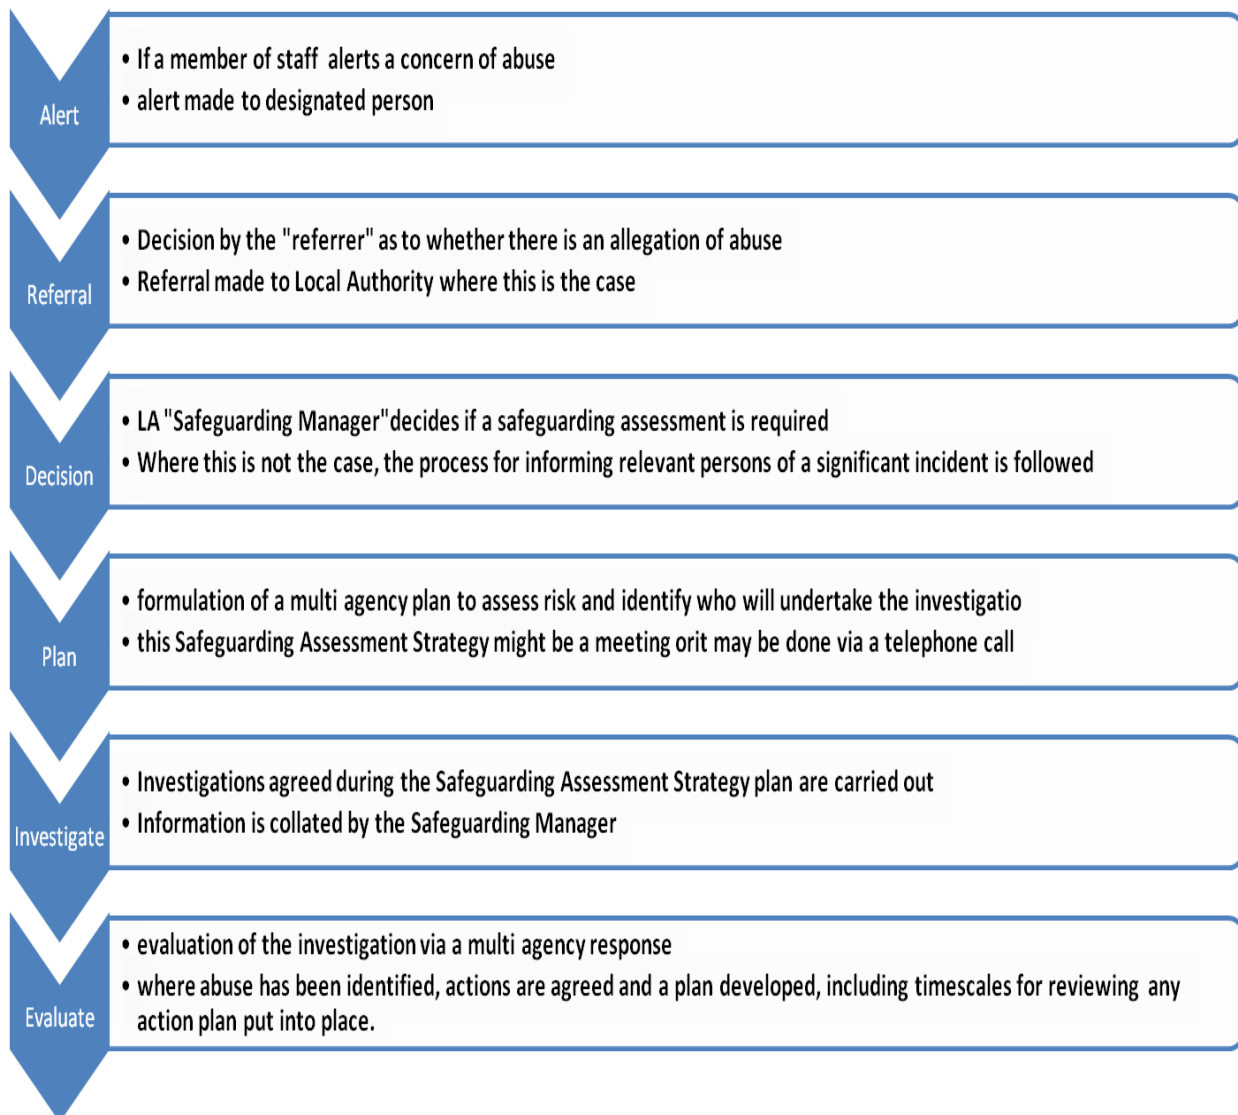 Alert
• If a member of staff alerts a concern of abuse
• alert made to designated person
Referral
• Decision by the "referrer" as to whether there is an allegation of abuse
• Referral made to Local Authority where this is the case
Decision
• LA "Safeguarding Manager"decides if a safeguarding assessment is required
• Where this is not the case, the process for informing relevant persons of a significant incident is followed
Plan
• formulation of a multi agency plan to assess risk and identify who will undertake the investigatio
• this Safeguarding Assessment Strategy might be a meeting orit may be done via a telephone call
Investigate
• Investigations agreed during the Safeguarding Assessment Strategy plan are carried out
• Information is collated by the Safeguarding Manager
Evaluate
• evaluation of the investigation via a multi agency response
• where abuse has been identified, actions are agreed and a plan developed, including timescales for reviewing any
action plan put into place.